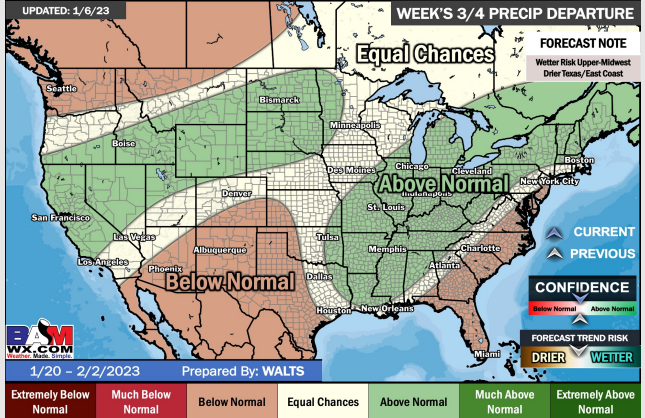 UPDATED: 1/6/23
WEEK'S 3/4 PRECIP DEPARTURE
Equal Chances
FORECAST NOTE
Wetter Risk Upper-Midwest
Drier Texas/East Coast
Seattle
Bismarck
Minneapolis
Boise
Boston
Des Moines
Chicago
Cleveland
New York City
Above Normal
Indianapolis
Denver
St. Louis
San Francisco
Las Vegas
Tulsa
Memphis
Charlotte
CURRENT
PREVIOUS
Los Angeles
Albuquerque
Phoenix
Below Normal
Dallas
Atlanta
Houston
New Orleans
CONFIDENCE
Below Normal
Above Normal
FORECAST TREND RISK
DRIER
WETTER
Miami
BAM
WX.COM
Weather. Made. Simple.
1/20 – 2/2/2023
Prepared By: WALTS
Extremely Below Normal
Much Below Normal
Below Normal
Equal Chances
Above Normal
Much Above Normal
Extremely Above Normal